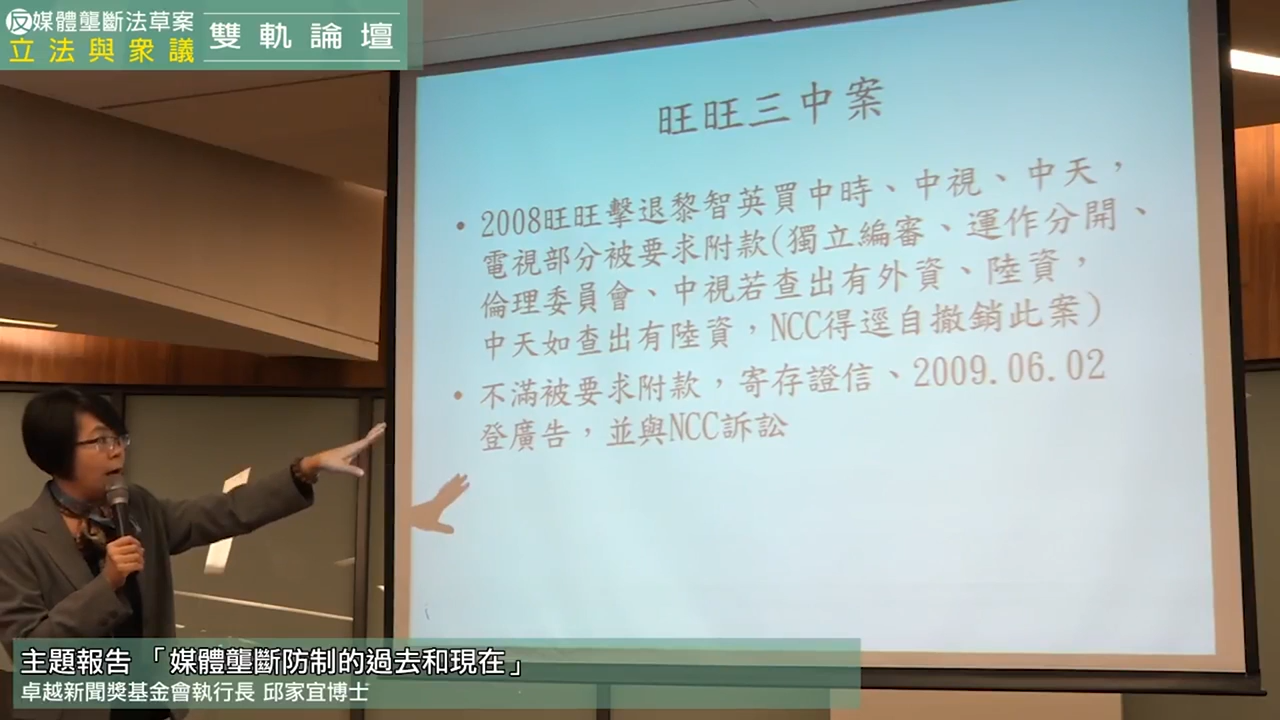 反媒體壟斷法草案
立法與眾議
雙軌論壇
旺旺三中案
• 2008旺旺擊退黎智英買中時、中視、中天，
電視部分被要求附款(獨立編審、運作分開、
倫理委員會、中視若查出有外資、陸資，
中天如查出有陸資，NCC得逕自撤銷此案)
• 不滿被要求附款，寄存證信、2009.06.02
登廣告，並與NCC訴訟
主題報告 「媒體壟斷防制的過去和現在」
卓越新聞獎基金會執行長 邱家宜博士